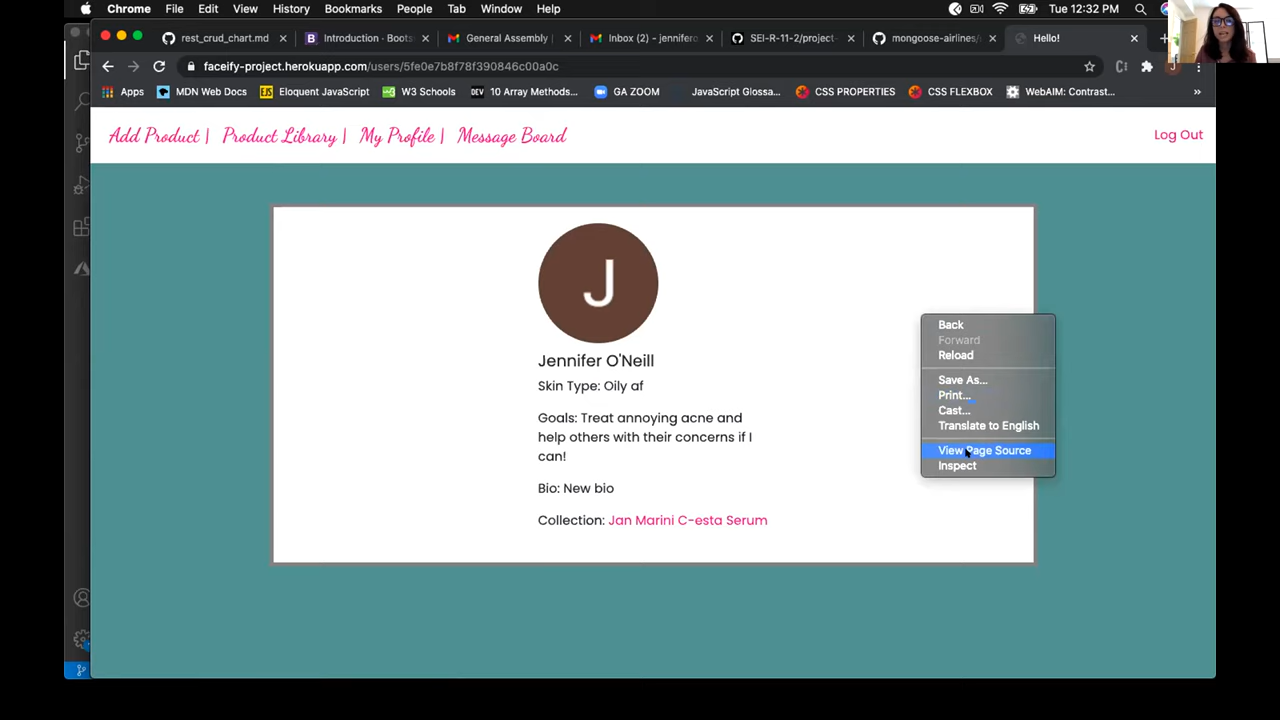 Chrome File Edit View History Bookmarks People Tab Window Help Tue 12:32 PM
rest_crud_chart.md Introduction · Boots General Assembly Inbox (2) - jennifero SEI-R-11-2/project- mongoose-airlines/ Hello!
faceify-project.herokuapp.com/users/5fe0e7b8f78f390846c00a0c
Apps MDN Web Docs Eloquent JavaScript W3 Schools 10 Array Methods... GA ZOOM JavaScript Glossa... CSS PROPERTIES CSS FLEXBOX WebAIM: Contrast... »
Add Product | Product Library | My Profile | Message Board Log Out
J
Jennifer O'Neill
Skin Type: Oily af
Goals: Treat annoying acne and
help others with their concerns if I
can!
Bio: New bio
Collection: Jan Marini C-esta Serum
Back
Forward
Reload
Save As...
Print...
Cast...
Translate to English
View Page Source
Inspect